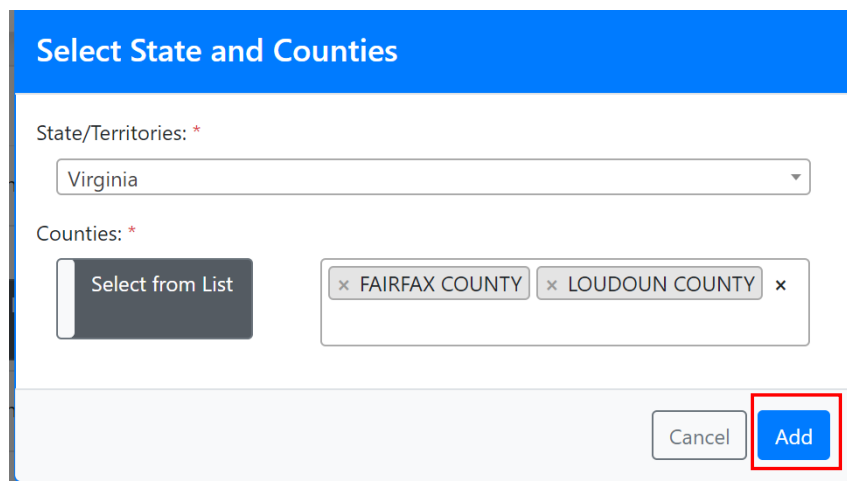 Select State and Counties
State/Territories: *
Virginia
Counties: *
Select from List
× FAIRFAX COUNTY × LOUDOUN COUNTY ×
Cancel Add